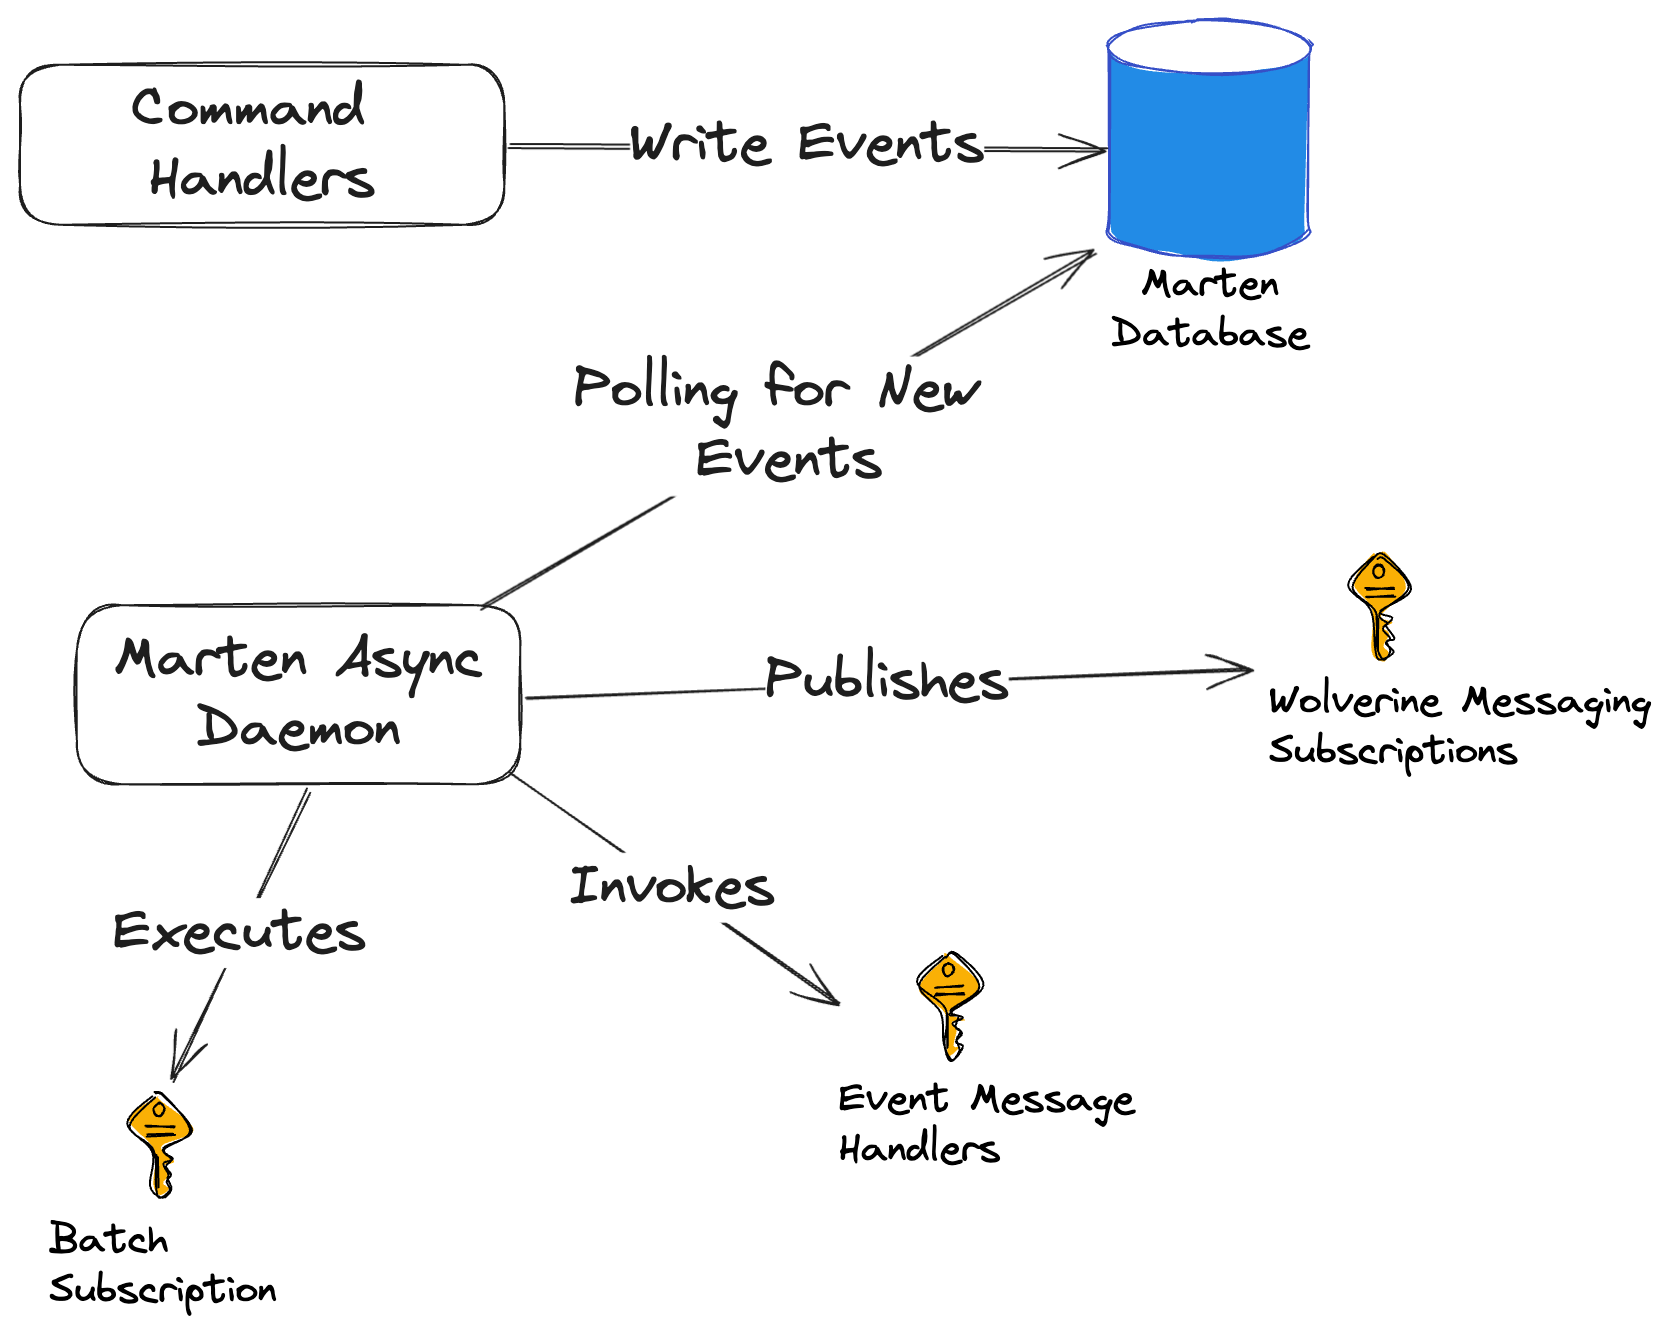 Command
Handlers
Write Events
Marten
Database
Polling for New
Events
Marten Async
Daemon
Publishes
Wolverine Messaging
Subscriptions
Invokes
Executes
Event Message
Handlers
Batch
Subscription